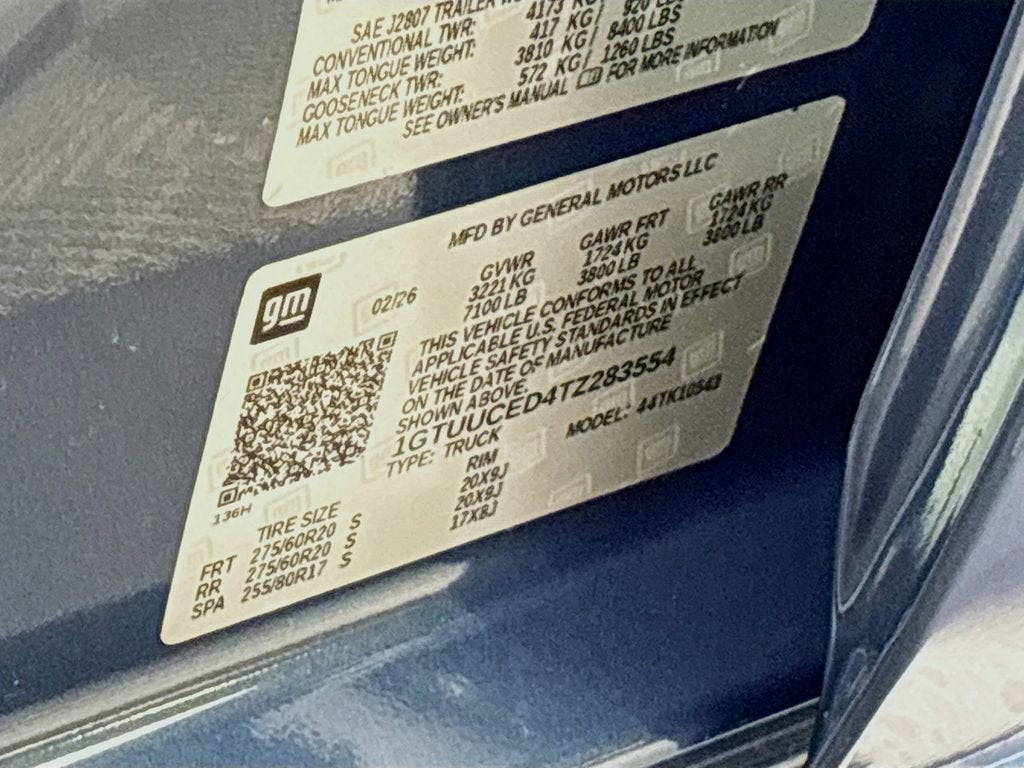 SAE J2807 TRAILER
CONVENTIONAL TWR: 4173 KG/ 920
MAX TONGUE WEIGHT: 417 KG/ 8400 LBS
GOOSENECK TWR: 3810 KG/ 1260 LBS
MAX TONGUE WEIGHT: 572 KG/
SEE OWNER'S MANUAL FOR MORE INFORMATION
MFD BY GENERAL MOTORS LLC
gm
02/26
GVWR GAWR FRT GAWR RR
3221 KG 1724 KG 1724 KG
7100 LB 3800 LB 3800 LB
THIS VEHICLE CONFORMS TO ALL
APPLICABLE U.S. FEDERAL MOTOR
VEHICLE SAFETY STANDARDS IN EFFECT
ON THE DATE OF MANUFACTURE
SHOWN ABOVE.
1GTUUCED4TZ283554
TYPE: TRUCK MODEL: 44TK10543
136H
TIRE SIZE RIM
FRT 275/60R20 S 20X9J
RR 275/60R20 S 20X9J
SPA 255/80R17 S 17X8J